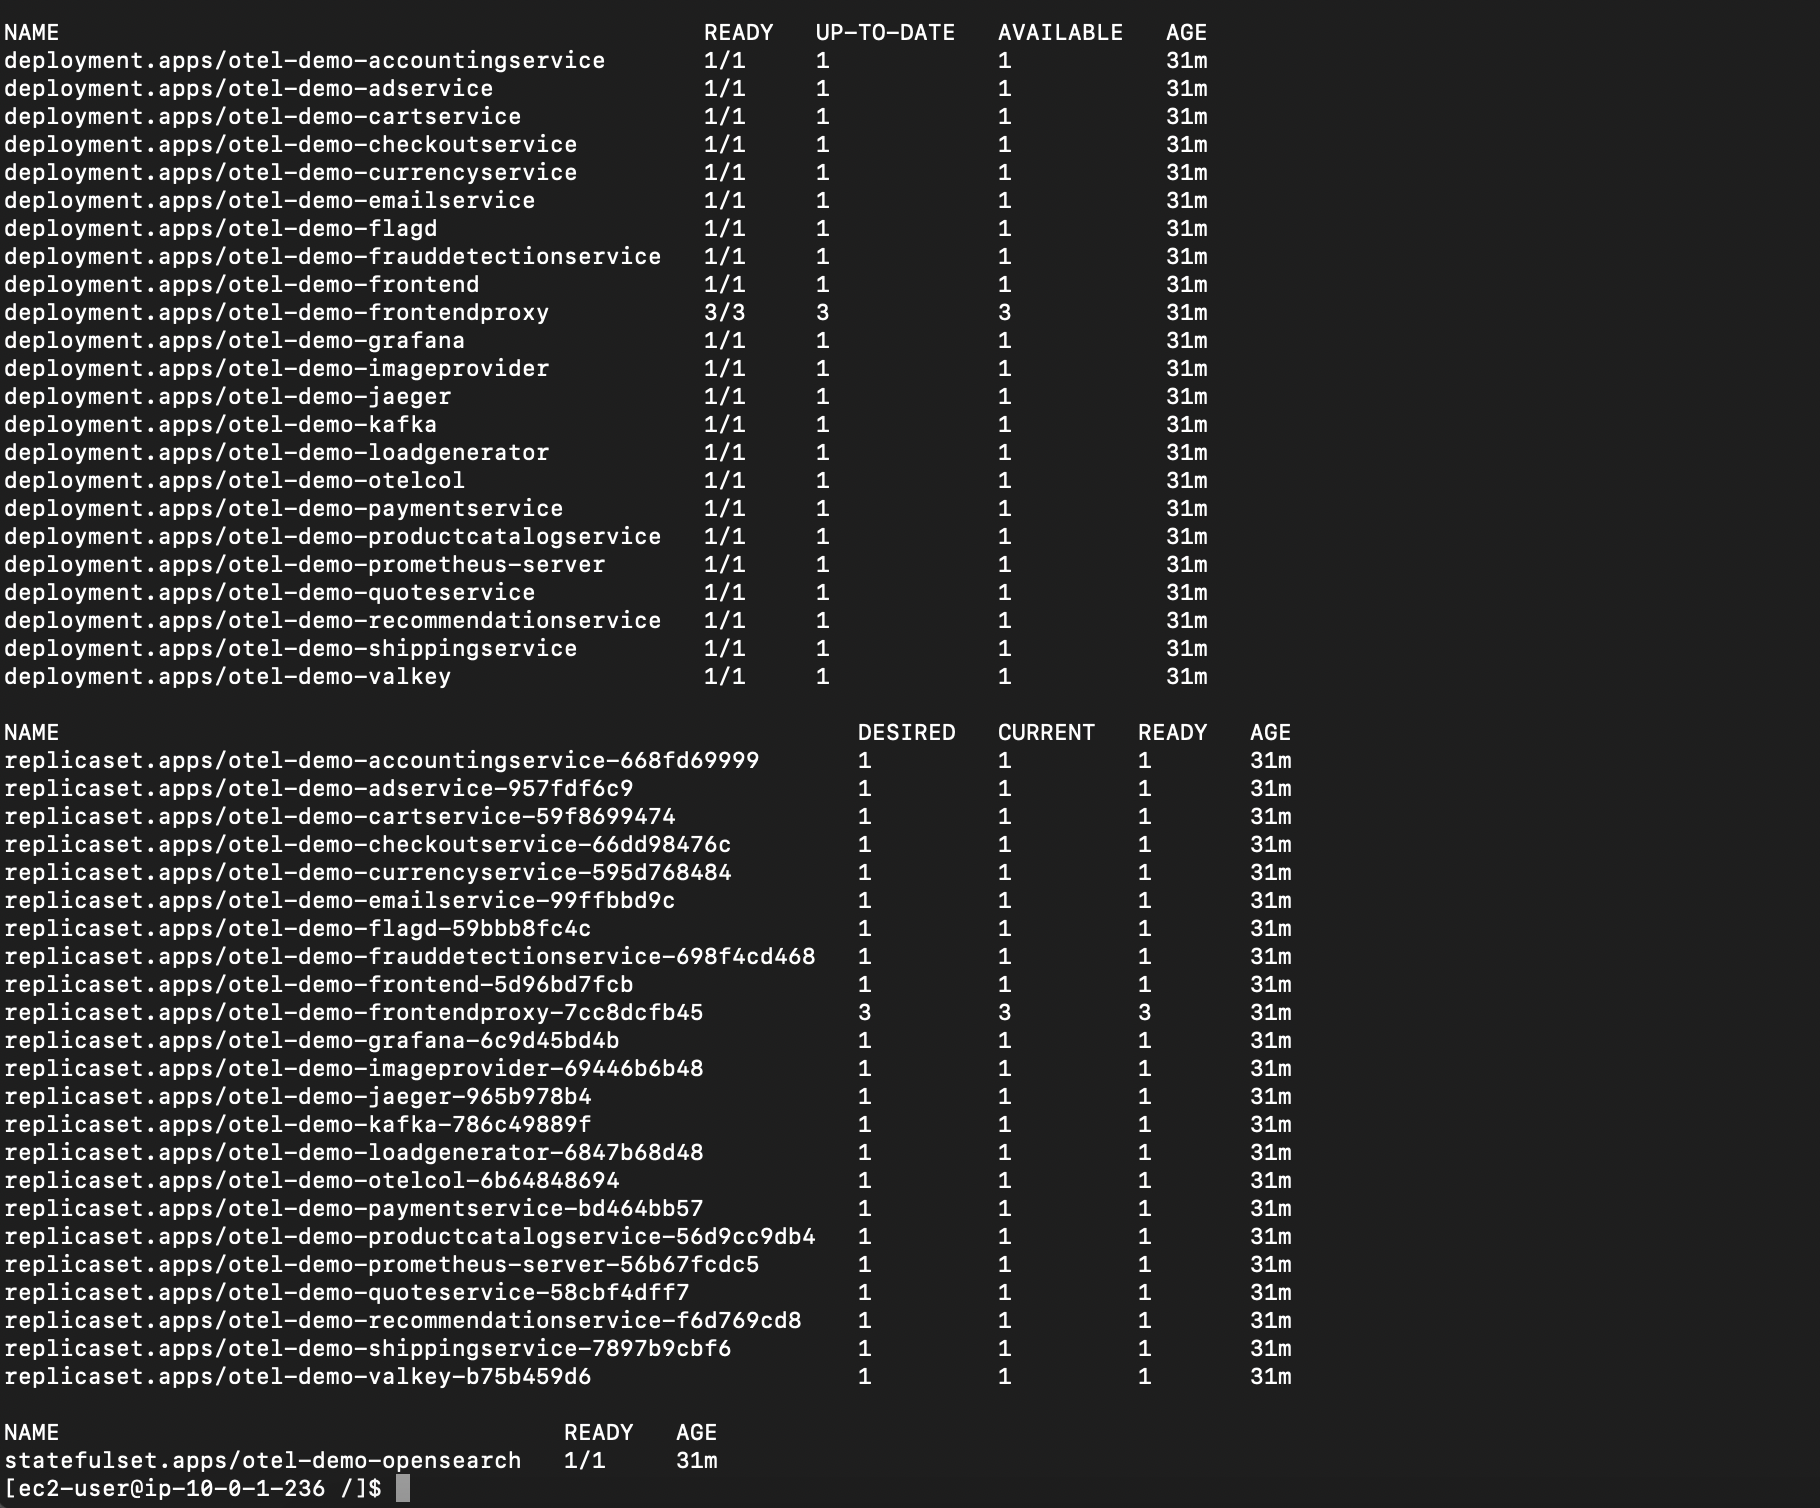 NAME READY UP-TO-DATE AVAILABLE AGE
deployment.apps/otel-demo-accountingservice 1/1 1 1 31m
deployment.apps/otel-demo-adservice 1/1 1 1 31m
deployment.apps/otel-demo-cartservice 1/1 1 1 31m
deployment.apps/otel-demo-checkoutservice 1/1 1 1 31m
deployment.apps/otel-demo-currencyservice 1/1 1 1 31m
deployment.apps/otel-demo-emailservice 1/1 1 1 31m
deployment.apps/otel-demo-flagd 1/1 1 1 31m
deployment.apps/otel-demo-frauddetectionservice 1/1 1 1 31m
deployment.apps/otel-demo-frontend 1/1 1 1 31m
deployment.apps/otel-demo-frontendproxy 3/3 3 3 31m
deployment.apps/otel-demo-grafana 1/1 1 1 31m
deployment.apps/otel-demo-imageprovider 1/1 1 1 31m
deployment.apps/otel-demo-jaeger 1/1 1 1 31m
deployment.apps/otel-demo-kafka 1/1 1 1 31m
deployment.apps/otel-demo-loadgenerator 1/1 1 1 31m
deployment.apps/otel-demo-otelcol 1/1 1 1 31m
deployment.apps/otel-demo-paymentservice 1/1 1 1 31m
deployment.apps/otel-demo-productcatalogservice 1/1 1 1 31m
deployment.apps/otel-demo-prometheus-server 1/1 1 1 31m
deployment.apps/otel-demo-quoteservice 1/1 1 1 31m
deployment.apps/otel-demo-recommendationservice 1/1 1 1 31m
deployment.apps/otel-demo-shippingservice 1/1 1 1 31m
deployment.apps/otel-demo-valkey 1/1 1 1 31m
NAME DESIRED CURRENT READY AGE
replicaset.apps/otel-demo-accountingservice-668fd69999 1 1 1 31m
replicaset.apps/otel-demo-adservice-957fdf6c9 1 1 1 31m
replicaset.apps/otel-demo-cartservice-59f8699474 1 1 1 31m
replicaset.apps/otel-demo-checkoutservice-66dd98476c 1 1 1 31m
replicaset.apps/otel-demo-currencyservice-595d768484 1 1 1 31m
replicaset.apps/otel-demo-emailservice-99ffbbd9c 1 1 1 31m
replicaset.apps/otel-demo-flagd-59bbb8fc4c 1 1 1 31m
replicaset.apps/otel-demo-frauddetectionservice-698f4cd468 1 1 1 31m
replicaset.apps/otel-demo-frontend-5d96bd7fcb 1 1 1 31m
replicaset.apps/otel-demo-frontendproxy-7cc8dcfb45 3 3 3 31m
replicaset.apps/otel-demo-grafana-6c9d45bd4b 1 1 1 31m
replicaset.apps/otel-demo-imageprovider-69446b6b48 1 1 1 31m
replicaset.apps/otel-demo-jaeger-965b978b4 1 1 1 31m
replicaset.apps/otel-demo-kafka-786c49889f 1 1 1 31m
replicaset.apps/otel-demo-loadgenerator-6847b68d48 1 1 1 31m
replicaset.apps/otel-demo-otelcol-6b64848694 1 1 1 31m
replicaset.apps/otel-demo-paymentservice-bd464bb57 1 1 1 31m
replicaset.apps/otel-demo-productcatalogservice-56d9cc9db4 1 1 1 31m
replicaset.apps/otel-demo-prometheus-server-56b67fcdc5 1 1 1 31m
replicaset.apps/otel-demo-quoteservice-58cbf4dff7 1 1 1 31m
replicaset.apps/otel-demo-recommendationservice-f6d769cd8 1 1 1 31m
replicaset.apps/otel-demo-shippingservice-7897b9cbf6 1 1 1 31m
replicaset.apps/otel-demo-valkey-b75b459d6 1 1 1 31m
NAME READY AGE
statefulset.apps/otel-demo-opensearch 1/1 31m
[ec2-user@ip-10-0-1-236 /]$